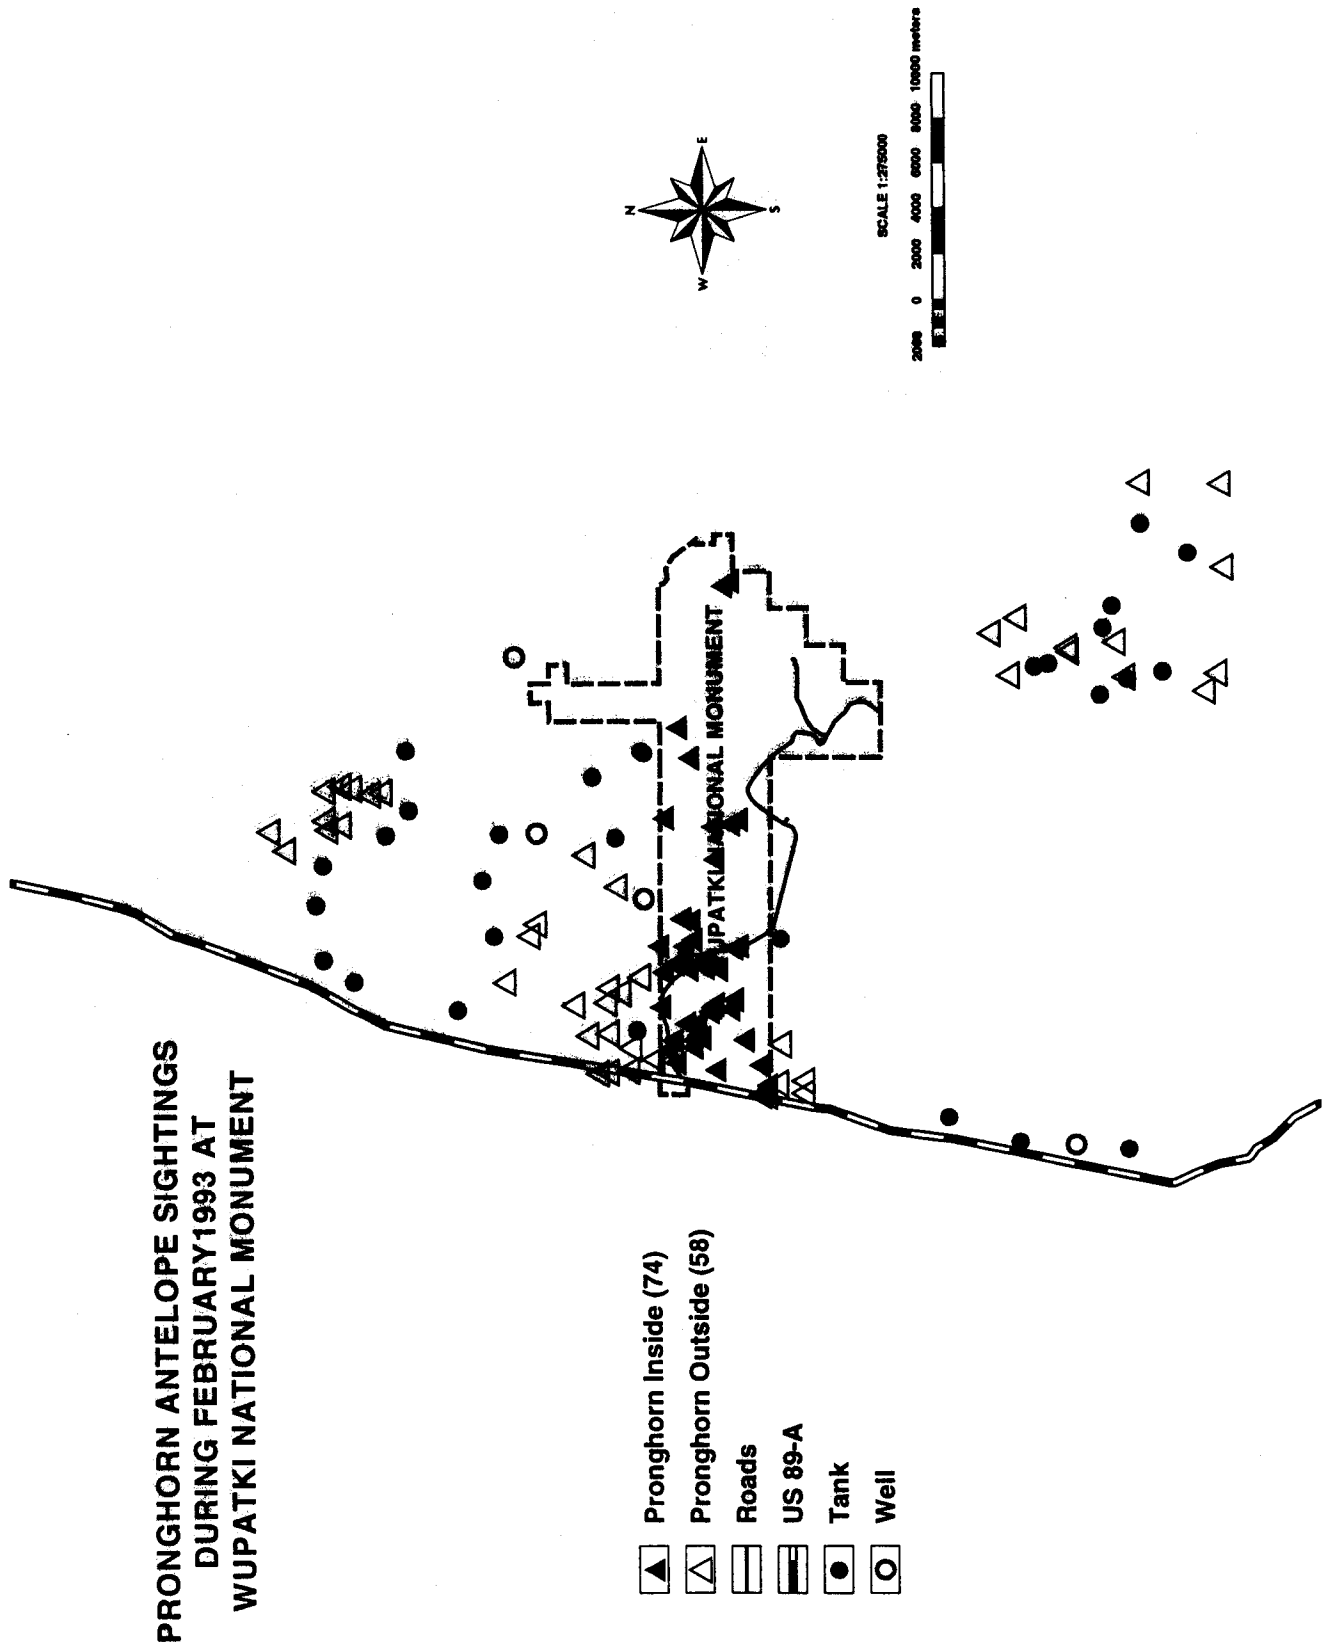 PRONGHORN ANTELOPE SIGHTINGS
DURING FEBRUARY1993 AT
WUPATKI NATIONAL MONUMENT
Pronghorn Inside (74)
Pronghorn Outside (58)
Roads
US 89-A
Tank
Well
UPATKI NATIONAL MONUMENT
N
E
S
W
SCALE 1:275000
2000 0 2000 4000 6000 8000 10000 meters